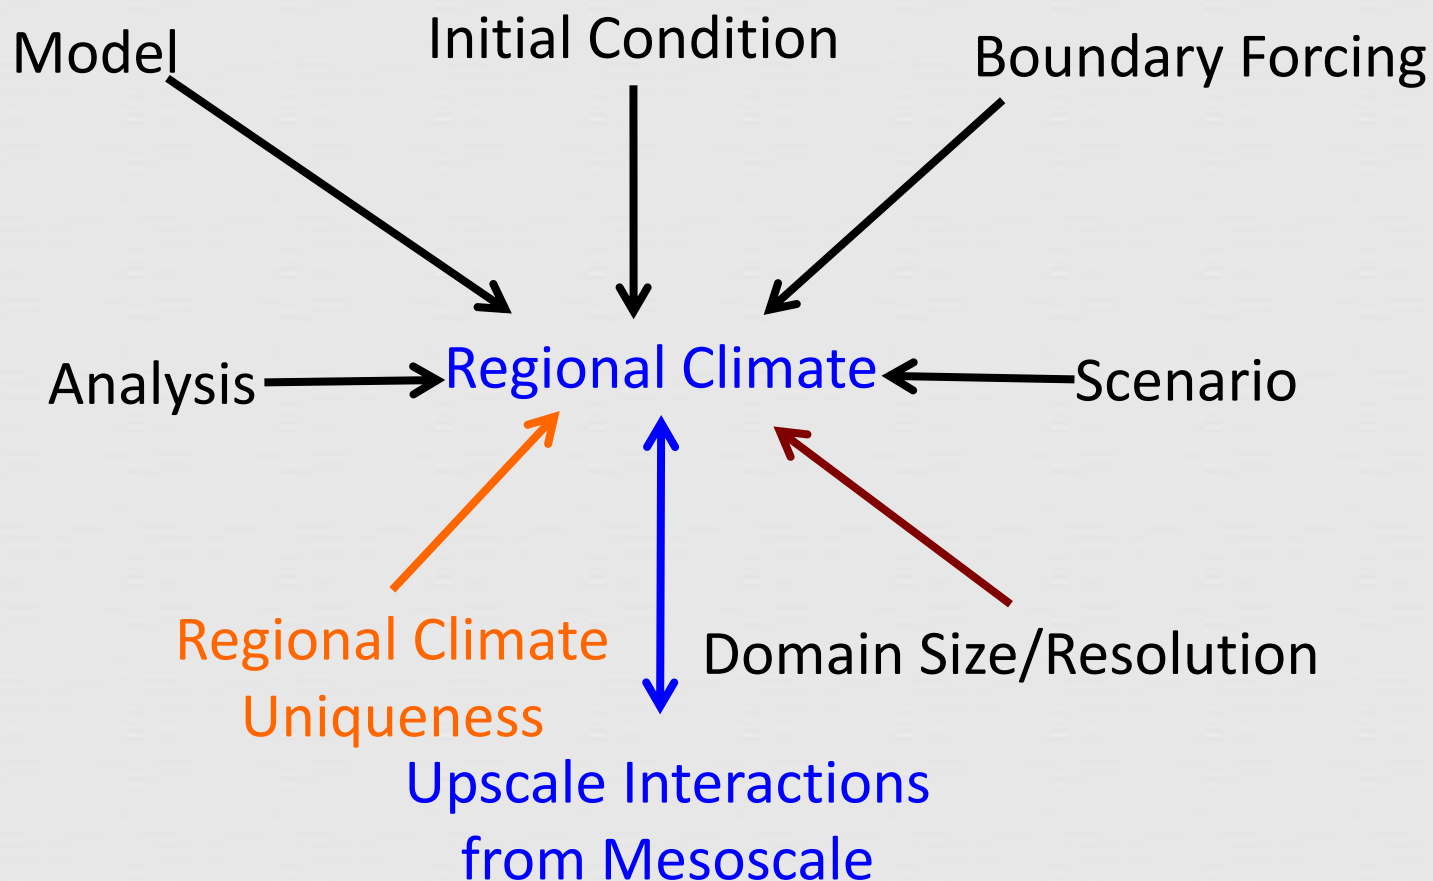 Model
Initial Condition
Boundary Forcing
Analysis
Regional Climate
Scenario
Regional Climate
Uniqueness
Domain Size/Resolution
Upscale Interactions
from Mesoscale